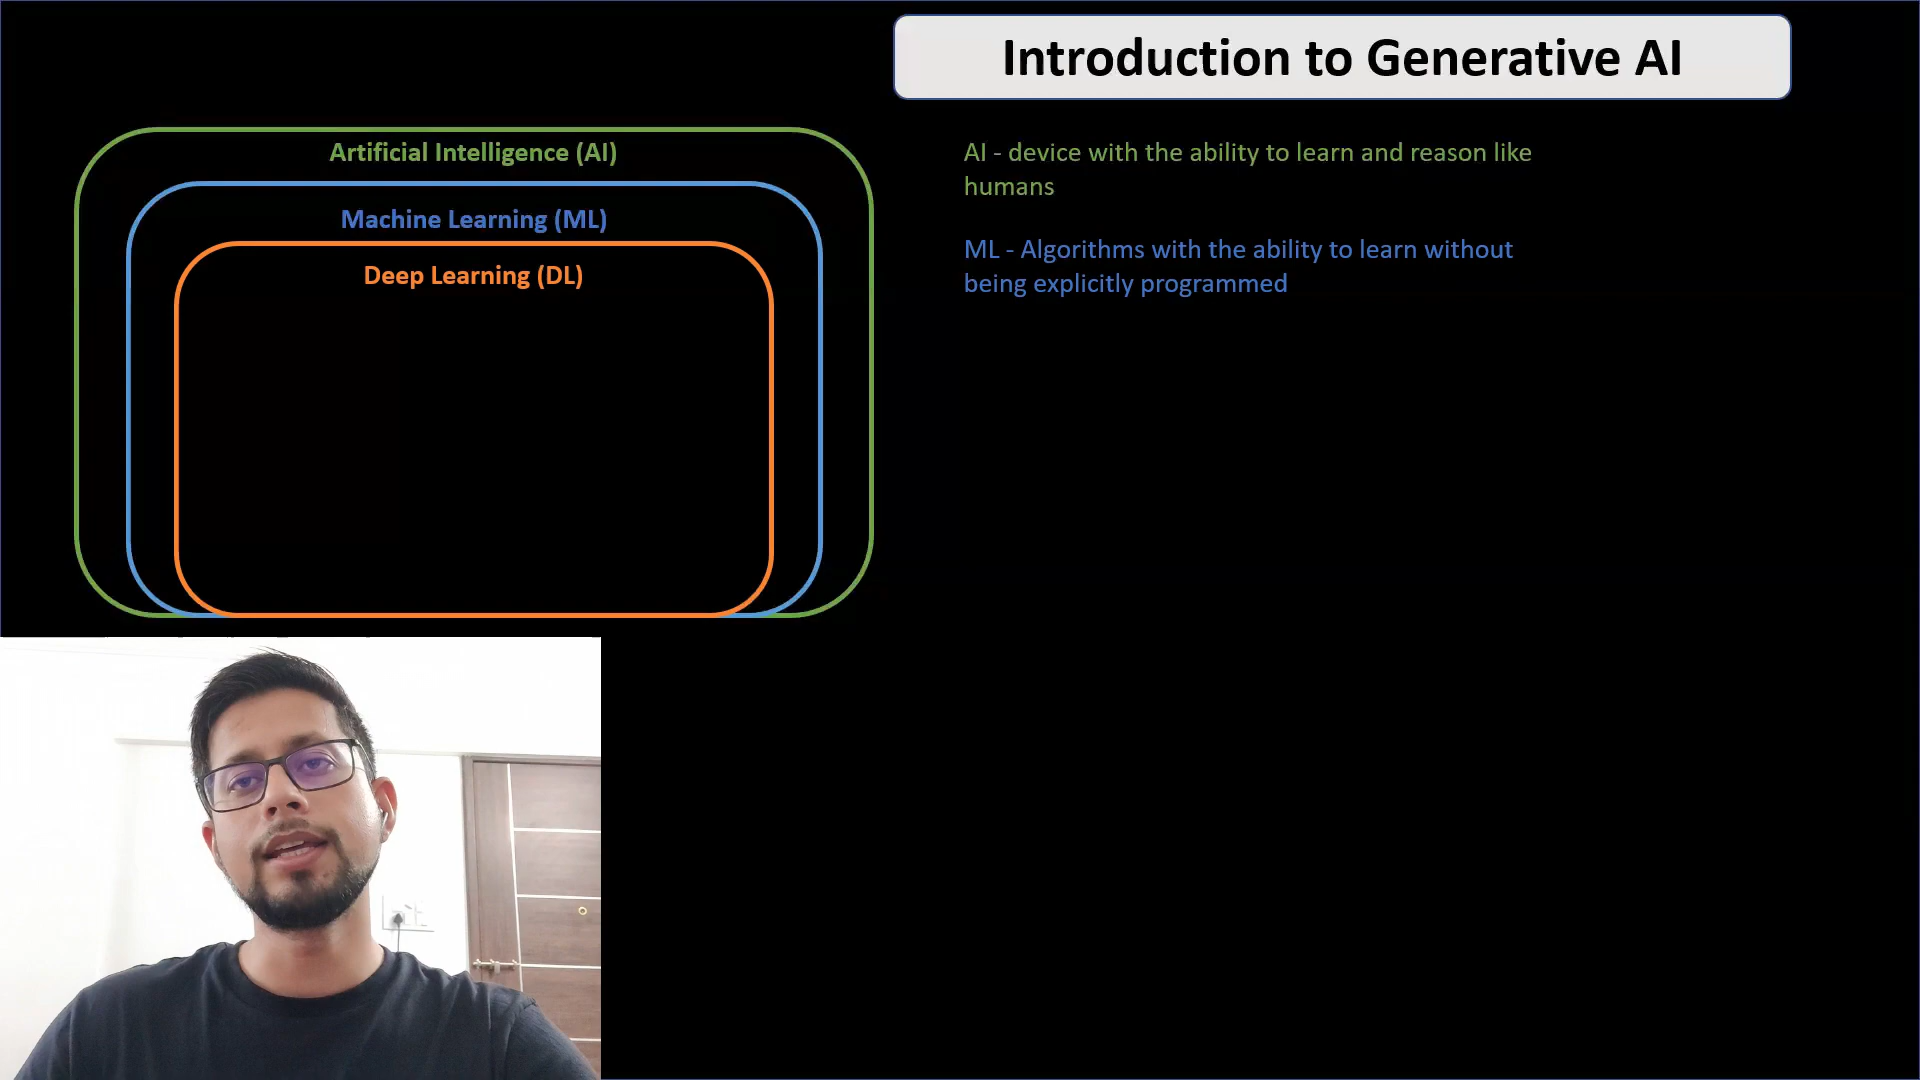 Introduction to Generative AI
Artificial Intelligence (AI)
Machine Learning (ML)
Deep Learning (DL)
AI - device with the ability to learn and reason like
humans
ML - Algorithms with the ability to learn without
being explicitly programmed